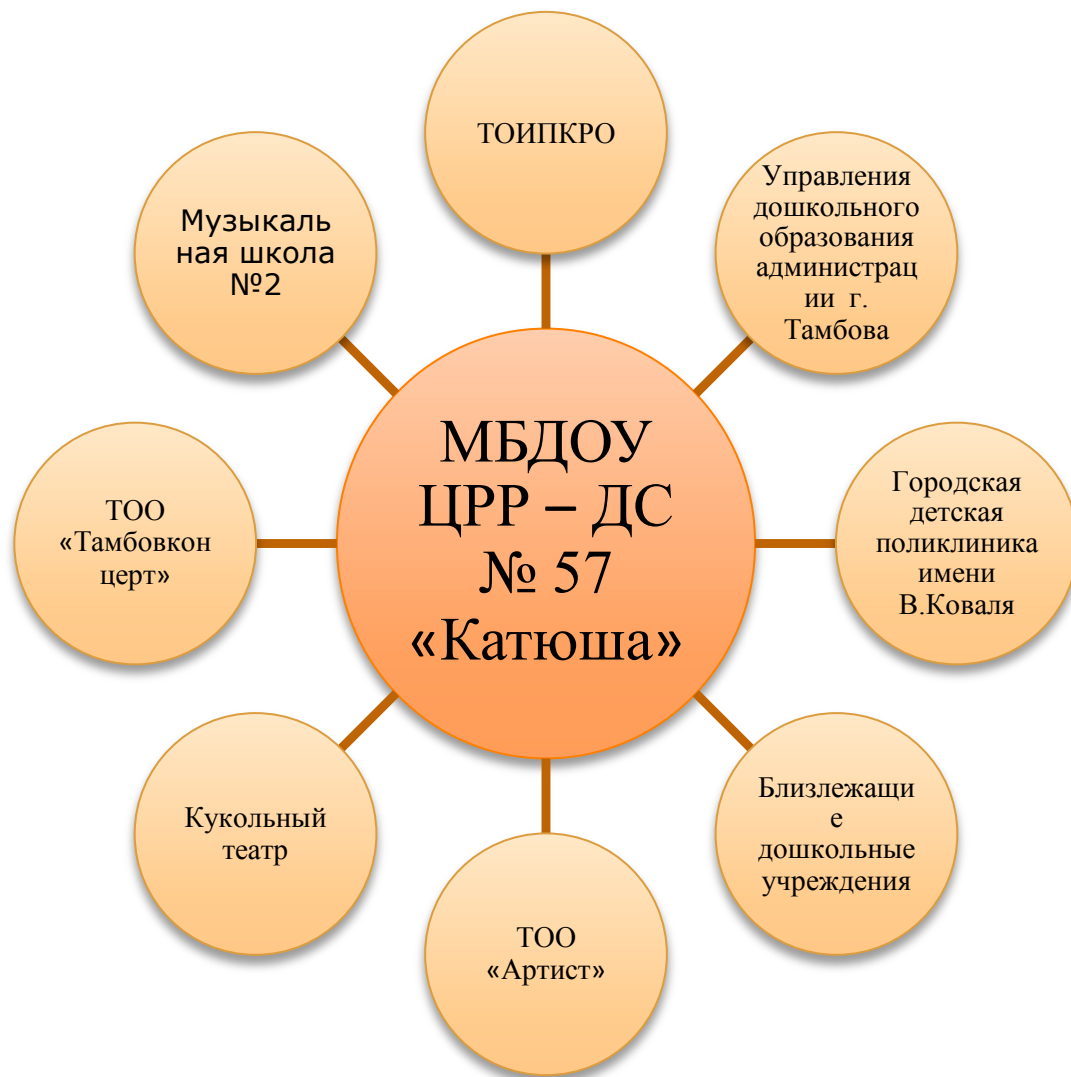 ТОИПКРО
Управления
дошкольного
образования
администрац
ии г.
Тамбова
Музыкаль
ная школа
№2
МБДОУ
ЦРР – ДС
№ 57
«Катюша»
Городская
детская
поликлиника
имени
В.Коваля
ТОО
«Тамбовкон
церт»
Кукольный
театр
Близлежащи
е
дошкольные
учреждения
ТОО
«Артист»